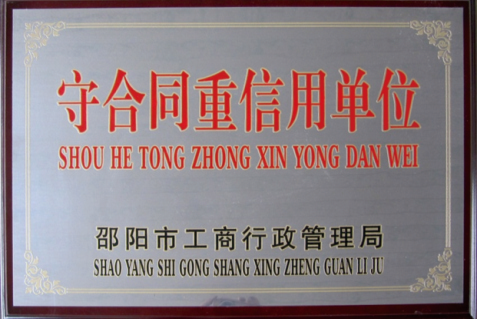 守合同重信用单位
SHOU HE TONG ZHONG XIN YONG DAN WEI
邵阳市工商行政管理局
SHAO YANG SHI GONG SHANG XING ZHENG GUAN LI JU